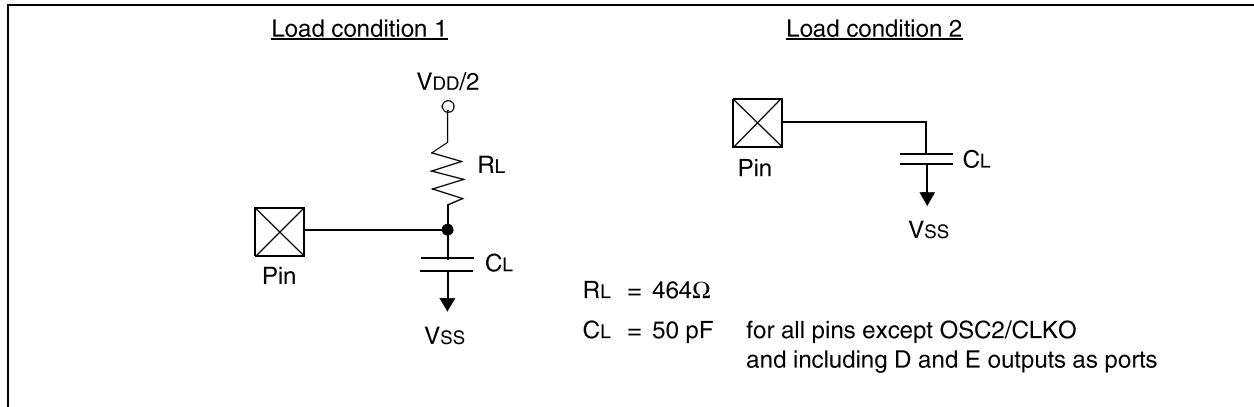 Load condition 1
Load condition 2
VDD/2
RL
Pin
CL
VSS
Pin
CL
VSS
RL = 464Ω
CL = 50 pF for all pins except OSC2/CLKO
and including D and E outputs as ports